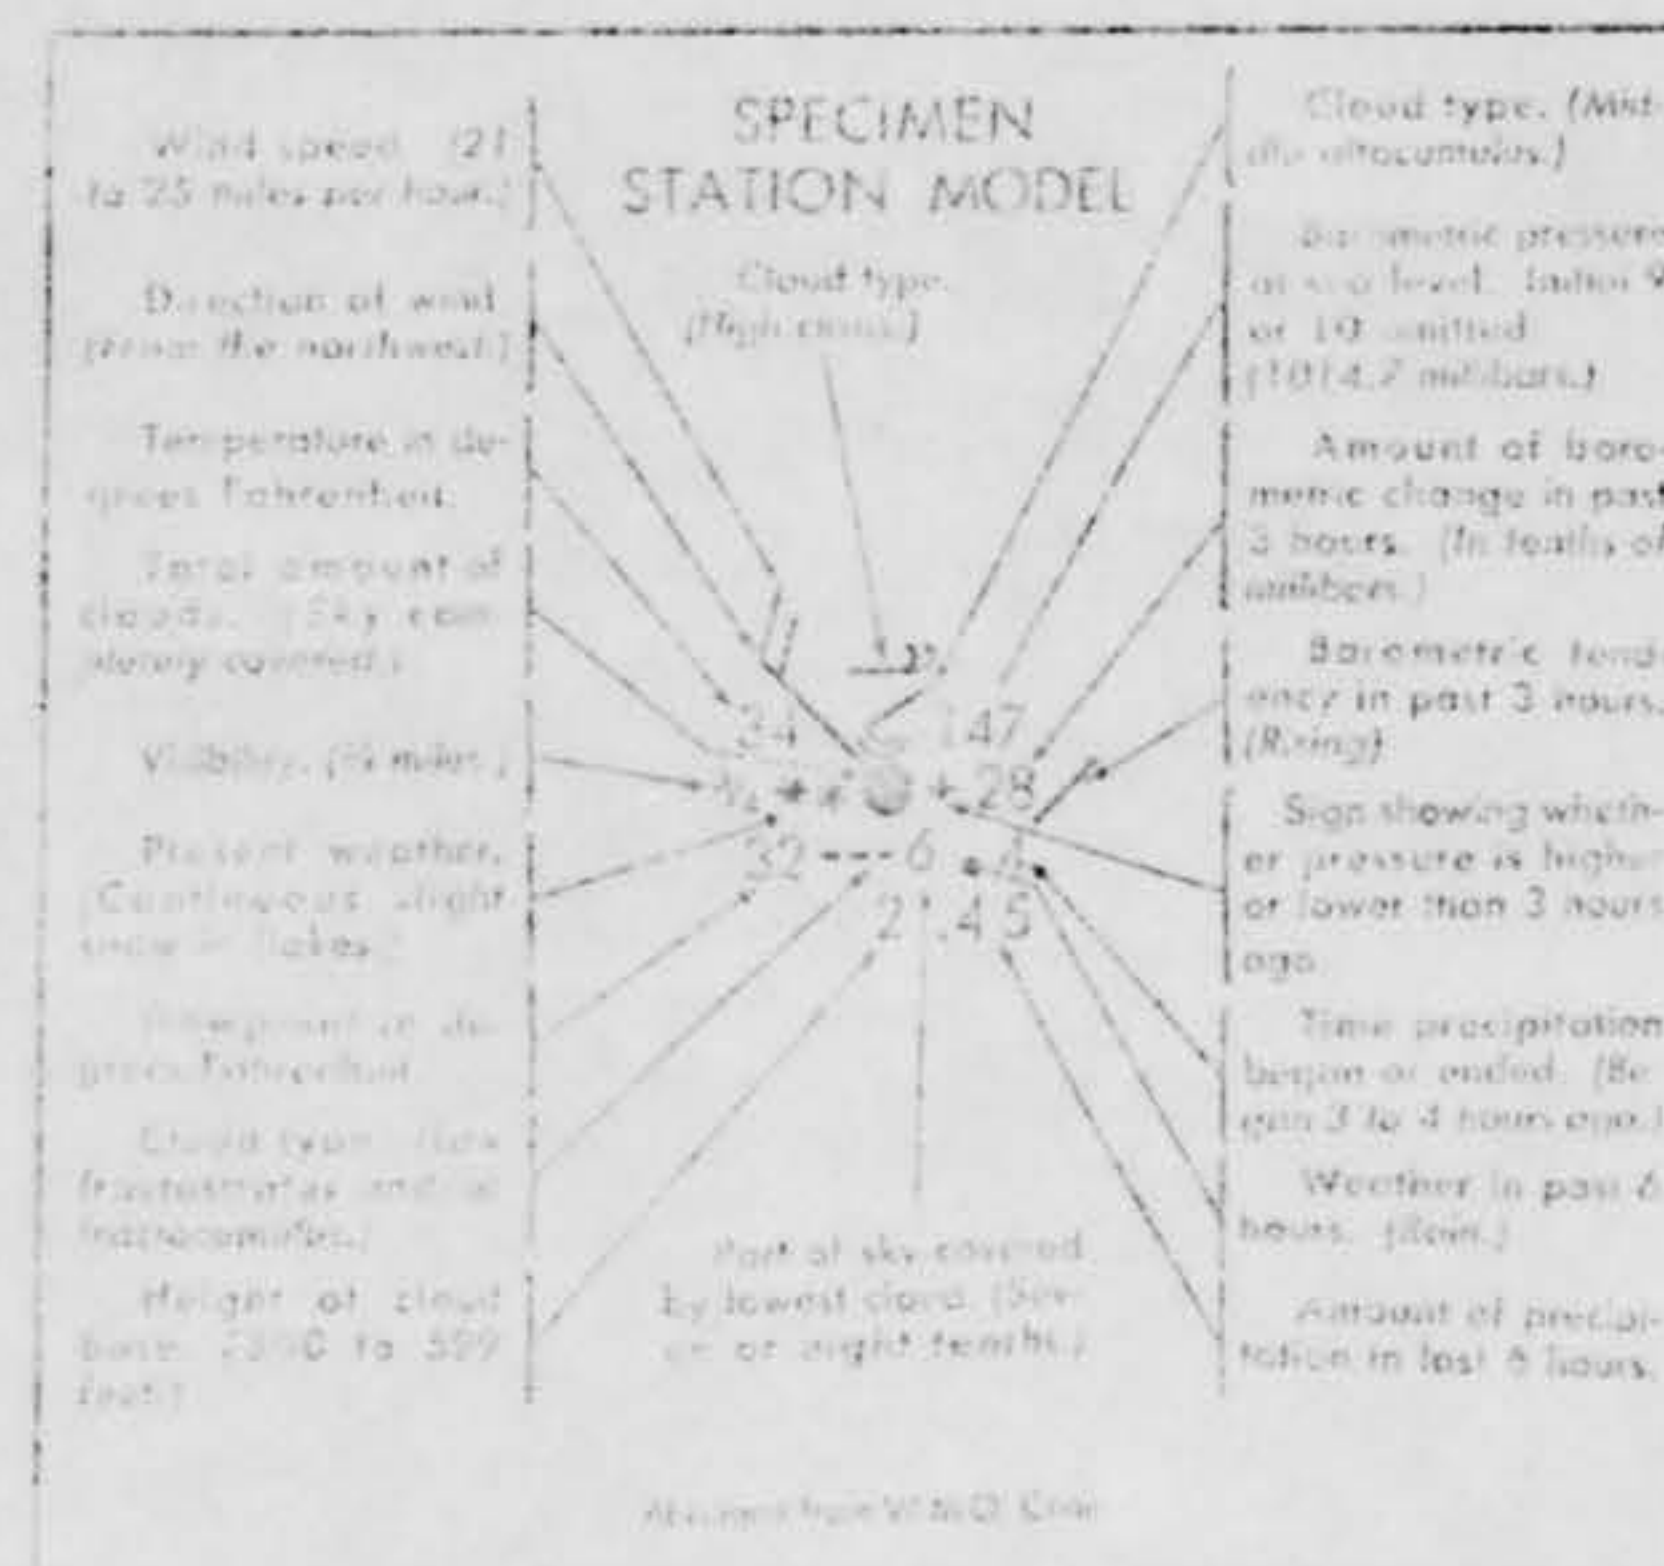 SPECIMEN
STATION MODEL
Wind speed. (21
to 25 miles per hour.)
Direction of wind
(From the northwest.)
Temperature in de-
grees Fahrenheit.
Total amount of
clouds. (Sky com-
pletely covered.)
Visibility. (¾ miles.)
Present weather.
(Continuous slight
snow in flakes.)
Dewpoint in de-
grees Fahrenheit
Cloud type.
fractostratus and/or
fractocumulus.)
Height of cloud
base. to 599
feet.)
Cloud type.
(High cirrus.)
34 147
+ 28
32 6 4
2 .45
Part of sky covered
by lowest cloud (Sev-
en or eight tenths.)
Cloud type. (Mid-
dle altocumulus.)
Barometric pressure
at sea level. Initial 9
or 10 omitted
(1014.7 millibars.)
Amount of baro-
metric change in past
3 hours. (In tenths of
millibars.)
Barometric tend-
ency in past 3 hours.
(Rising)
Sign showing wheth-
er pressure is higher
or lower than 3 hours
ago.
Time precipitation
began or ended. (Be-
gan 3 to 4 hours ago.)
Weather in past 6
hours. (Rain.)
Amount of precipi-
tation in last 6 hours.
Abridged from W.M.O. Code